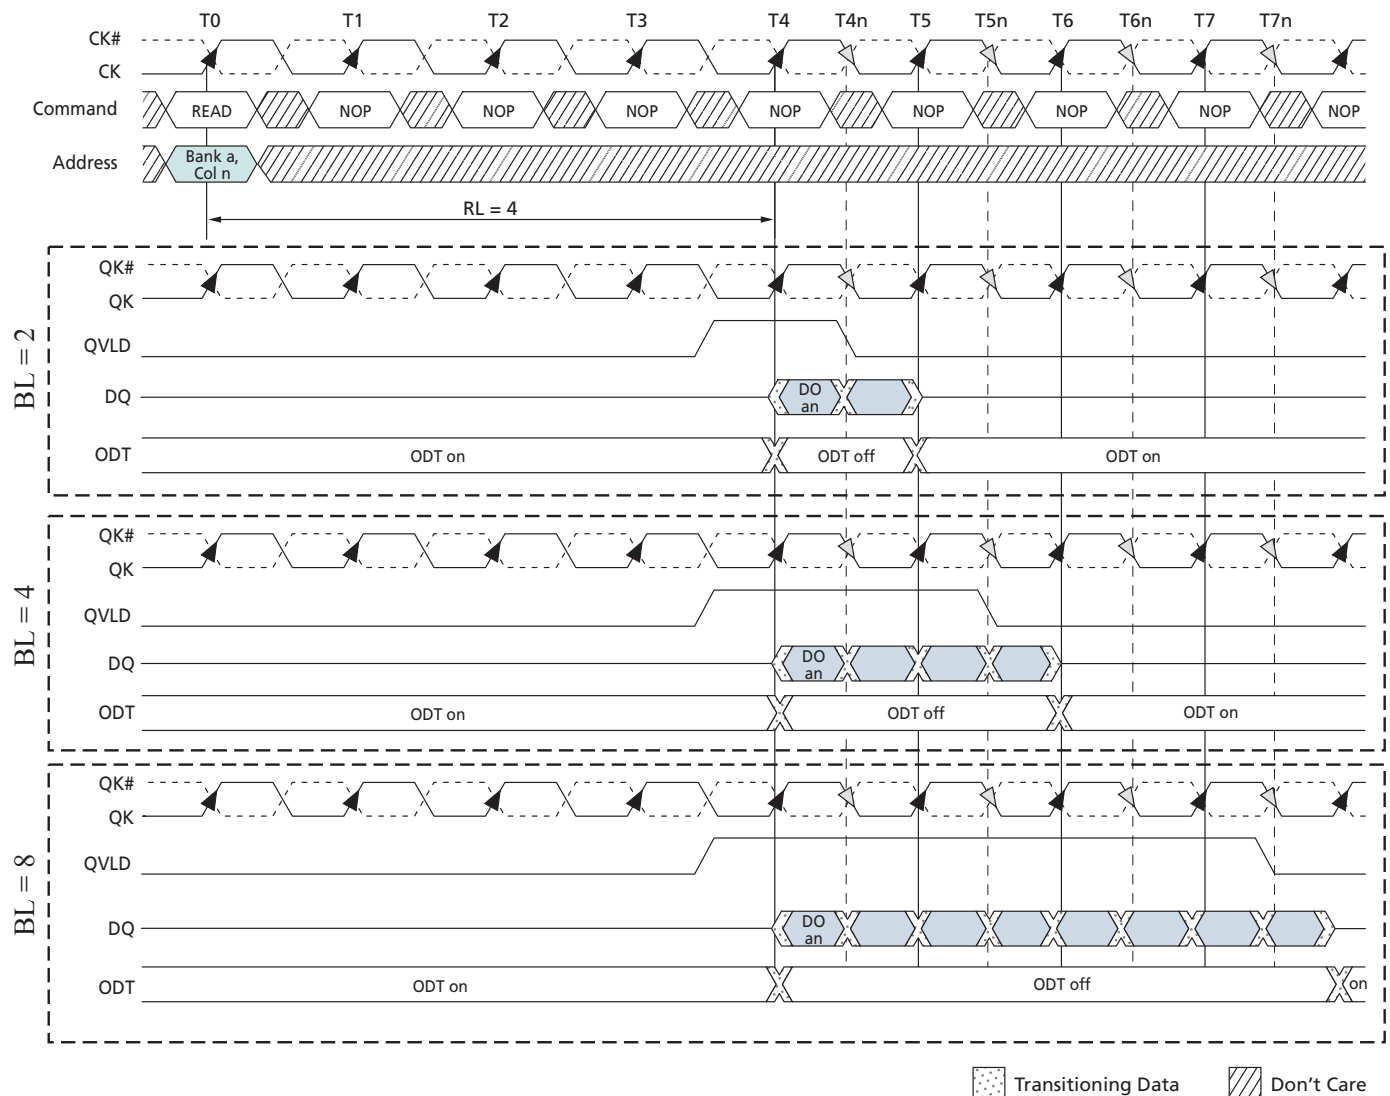 T0 T1 T2 T3 T4 T4n T5 T5n T6 T6n T7 T7n
CK#
CK
Command READ NOP NOP NOP NOP NOP NOP NOP NOP
Address Bank a,
Col n
RL = 4
BL = 2
QK#
QK
QVLD
DQ DO
an
ODT ODT on ODT off ODT on
BL = 4
QK#
QK
QVLD
DQ DO
an
ODT ODT on ODT off ODT on
BL = 8
QK#
QK
QVLD
DQ DO
an
ODT ODT on ODT off on
Transitioning Data Don't Care